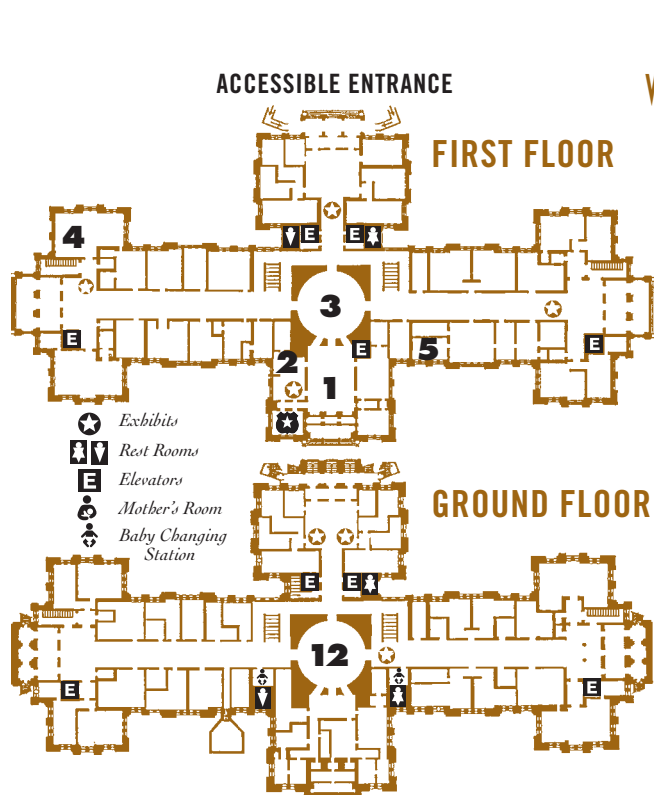 ACCESSIBLE ENTRANCE
FIRST FLOOR
E
E
4
3
E
E
E
2
5
1
Exhibits
Rest Rooms
E
Elevators
Mother's Room
Baby Changing
Station
GROUND FLOOR
E
E
12
E
E